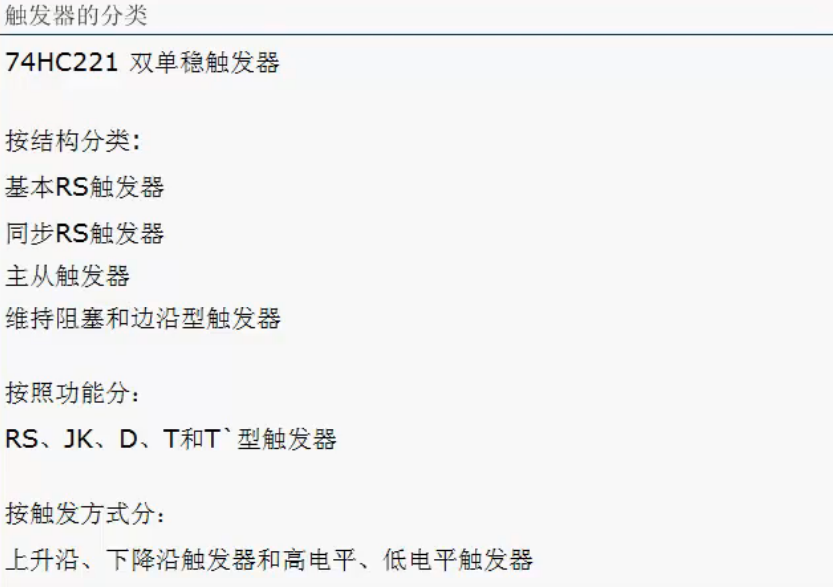 触发器的分类
74HC221 双单稳触发器
按结构分类:
基本RS触发器
同步RS触发器
主从触发器
维持阻塞和边沿型触发器
按照功能分：
RS、JK、D、T和T`型触发器
按触发方式分：
上升沿、下降沿触发器和高电平、低电平触发器